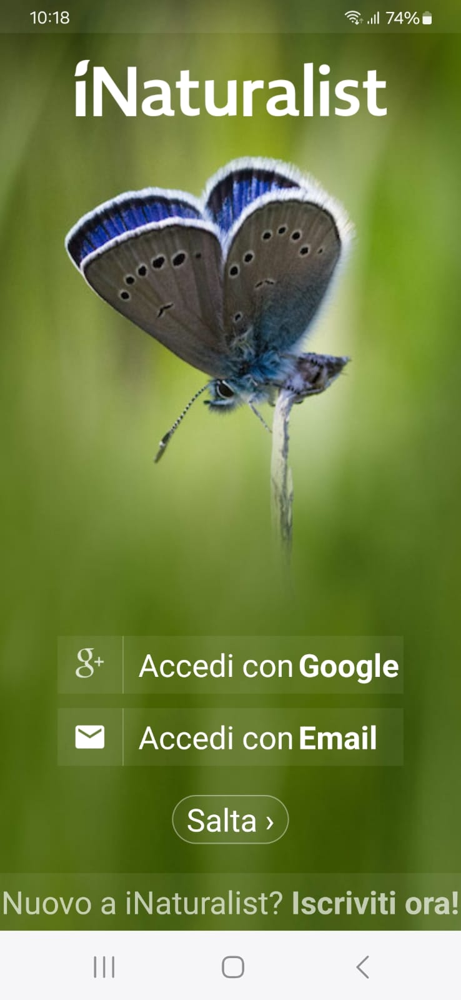 10:18
74%
iNaturalist
g+ Accedi con Google
Accedi con Email
Salta ›
Nuovo a iNaturalist? Iscriviti ora!